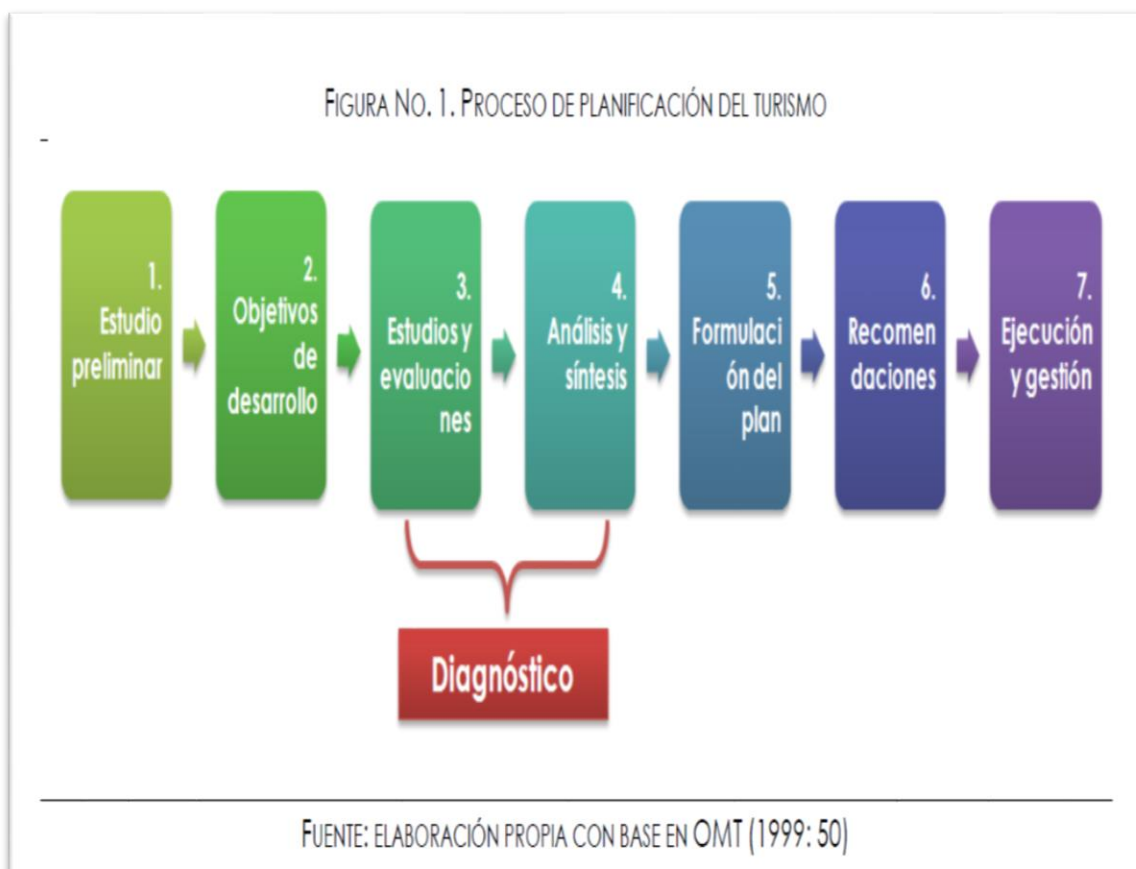 FIGURA NO. 1. PROCESO DE PLANIFICACIÓN DEL TURISMO
1.
Estudio
preliminar
2.
Objetivos
de
desarrollo
3.
Estudios y
evaluacio
nes
4.
Análisis y
síntesis
5.
Formulaci
ón del
plan
6.
Recomen
daciones
7.
Ejecución
y gestión
Diagnóstico
FUENTE: ELABORACIÓN PROPIA CON BASE EN OMT (1999: 50)